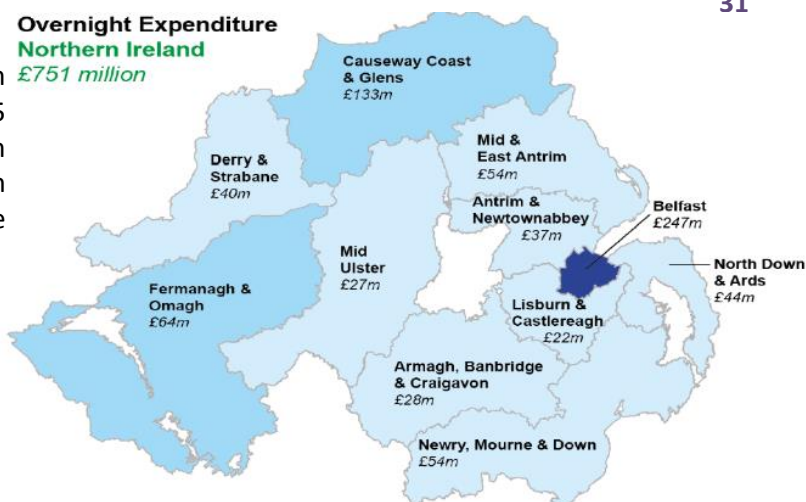 31
Overnight Expenditure
Northern Ireland
£751 million
n
5
n
n
e
Causeway Coast
& Glens
£133m
Derry &
Strabane
£40m
Mid &
East Antrim
£54m
Antrim &
Newtownabbey
£37m
Belfast
£247m
North Down
& Ards
£44m
Mid
Ulster
£27m
Fermanagh &
Omagh
£64m
Lisburn &
Castlereagh
£22m
Armagh, Banbridge
& Craigavon
£28m
Newry, Mourne & Down
£54m